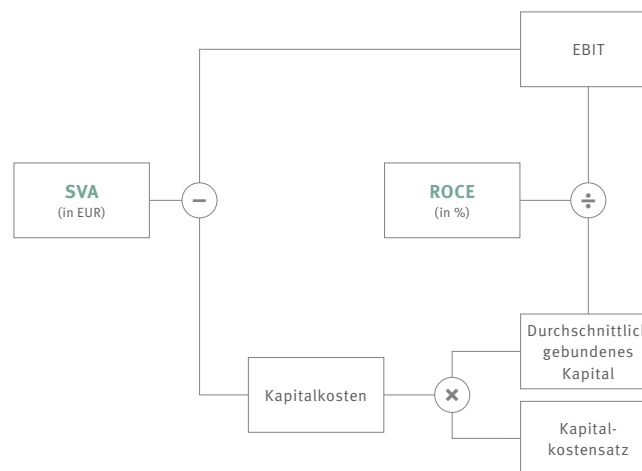 EBIT
SVA
(in EUR)
−
ROCE
(in %)
÷
Durchschnittlich
gebundenes
Kapital
Kapitalkosten
×
Kapital-
kostensatz